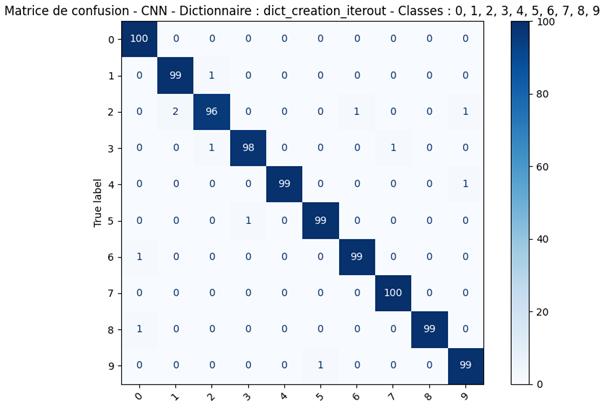 Matrice de confusion - CNN - Dictionnaire : dict_creation_iterout - Classes : 0, 1, 2, 3, 4, 5, 6, 7, 8, 9
0 100 0 0 0 0 0 0 0 0 0
1 0 99 1 0 0 0 0 0 0 0
2 0 2 96 0 0 0 1 0 0 1
3 0 0 1 98 0 0 0 1 0 0
4 0 0 0 0 99 0 0 0 0 1
5 0 0 0 1 0 99 0 0 0 0
6 1 0 0 0 0 0 99 0 0 0
7 0 0 0 0 0 0 0 100 0 0
8 1 0 0 0 0 0 0 0 99 0
9 0 0 0 0 0 1 0 0 0 99
0 1 2 3 4 5 6 7 8 9
True label
100
80
60
40
20
0